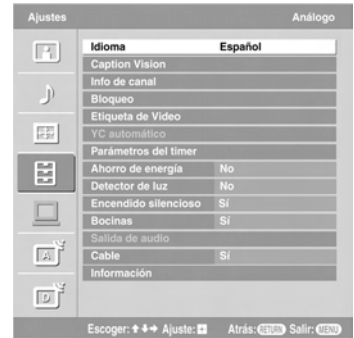 Ajustes Análogo
Idioma Español
Caption Vision
Info de canal
Bloqueo
Etiqueta de Video
YC automático
Parámetros del timer
Ahorro de energía No
Detector de luz No
Encendido silencioso Sí
Bocinas Sí
Salida de audio
Cable Sí
Información
A
D
Escoger: Ajuste: Atrás: RETURN Salir: MENU